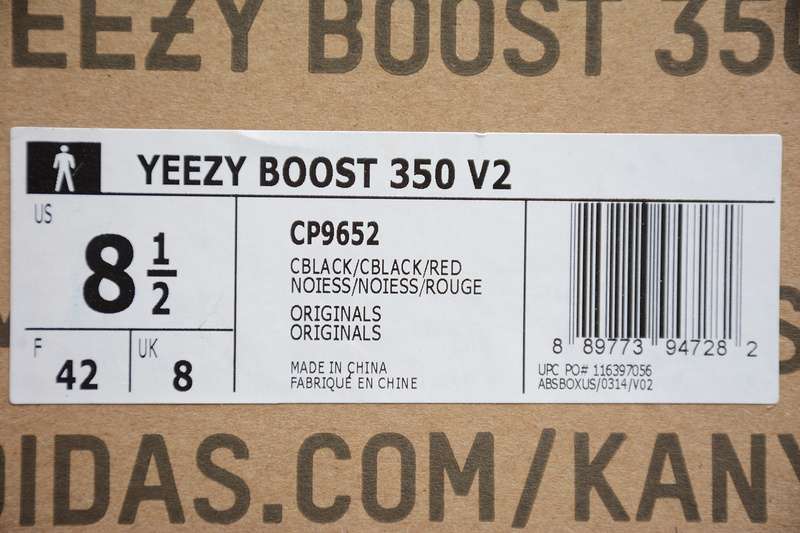 EEZY BOOST 350
YEEZY BOOST 350 V2
US
8 1/2
F
42
UK
8
CP9652
CBLACK/CBLACK/RED
NOIESS/NOIESS/ROUGE
ORIGINALS
ORIGINALS
MADE IN CHINA
FABRIQUÉ EN CHINE
8 89773 94728 2
UPC PO# 116397056
ABSBOXUS/0314/V02
DIDAS.COM/KANY